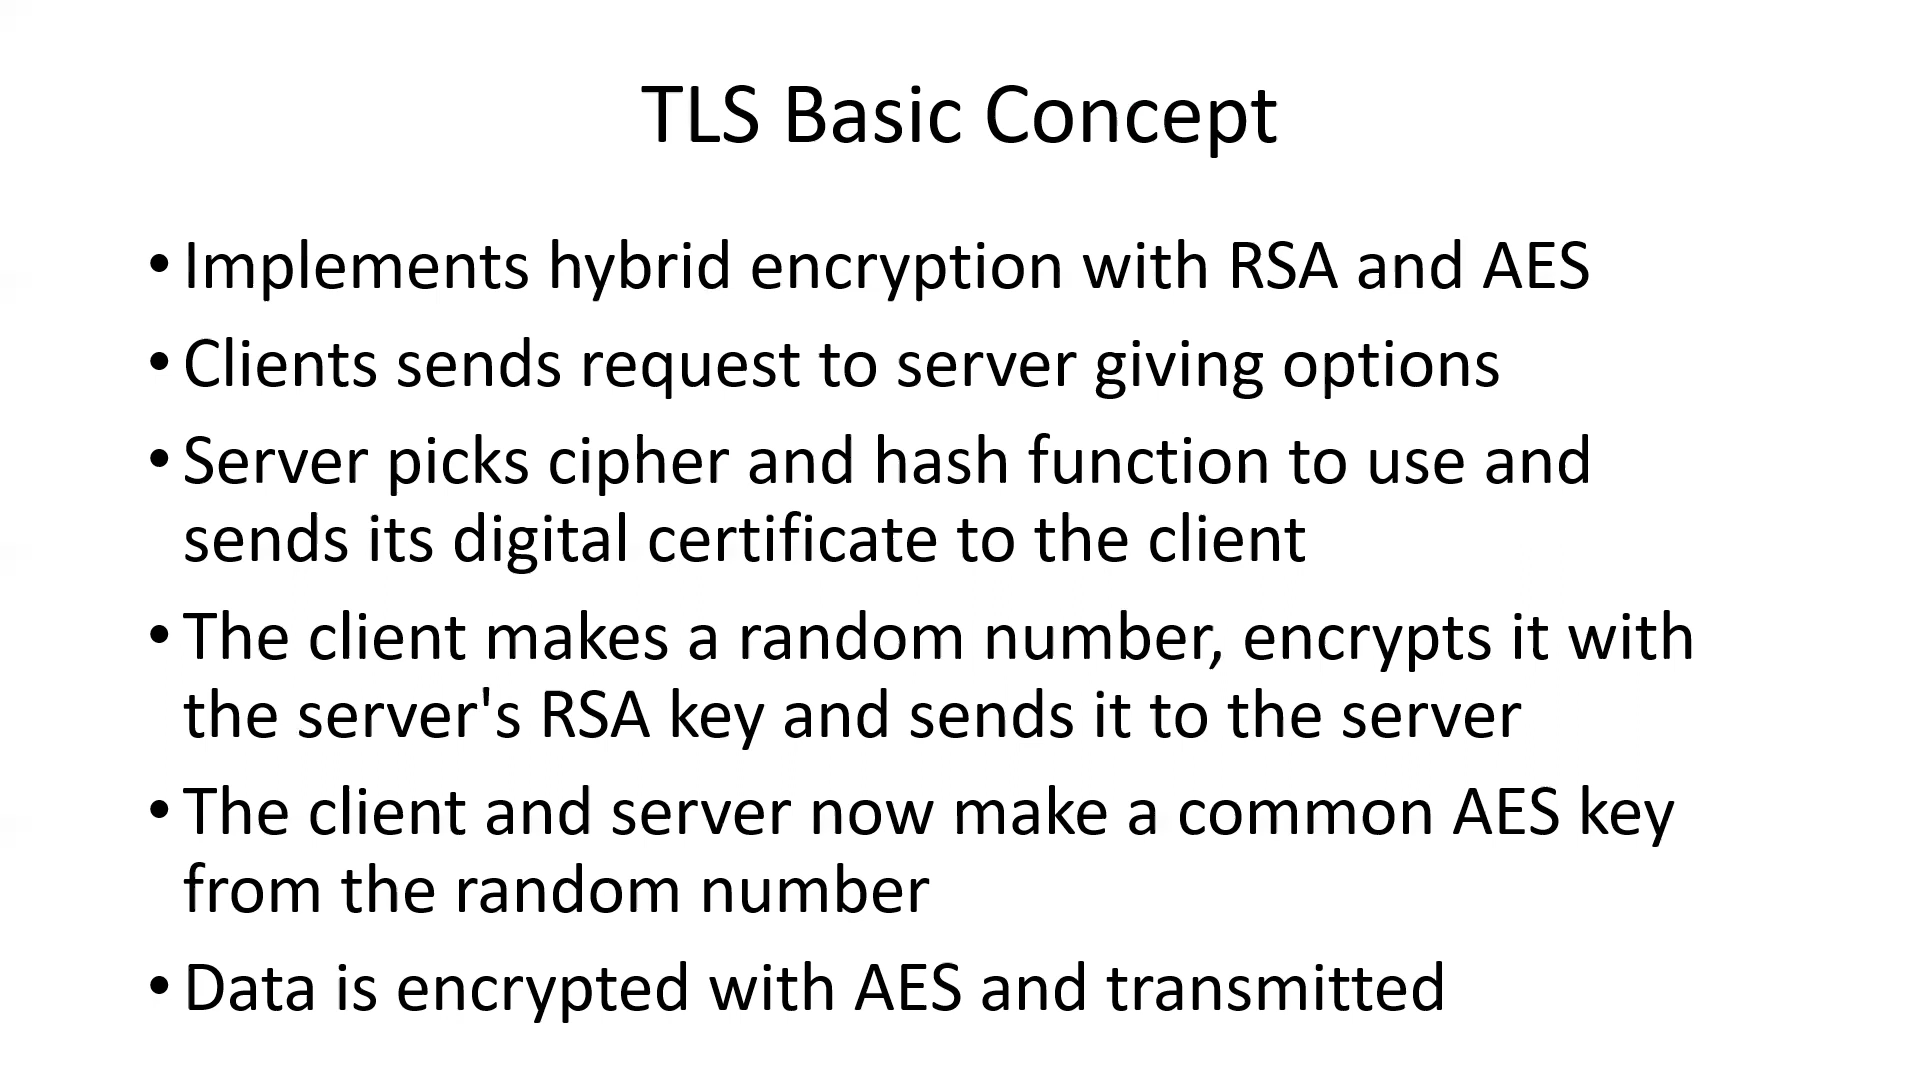 TLS Basic Concept
• Implements hybrid encryption with RSA and AES
• Clients sends request to server giving options
• Server picks cipher and hash function to use and
sends its digital certificate to the client
• The client makes a random number, encrypts it with
the server's RSA key and sends it to the server
• The client and server now make a common AES key
from the random number
• Data is encrypted with AES and transmitted